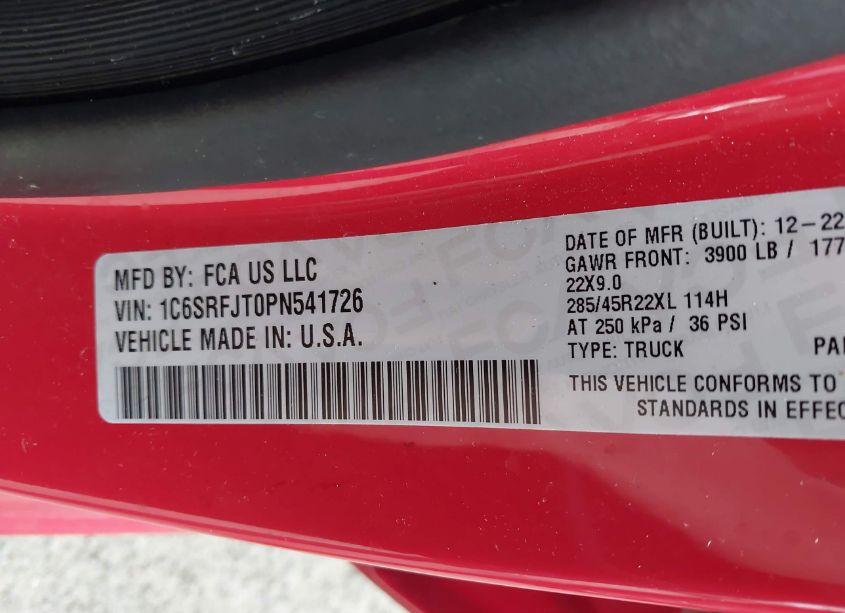 MFD BY: FCA US LLC
VIN: 1C6SRFJT0PN541726
VEHICLE MADE IN: U.S.A.
DATE OF MFR (BUILT): 12-22
GAWR FRONT: 3900 LB / 177
22X9.0
285/45R22XL 114H
AT 250 kPa / 36 PSI
TYPE: TRUCK
PA
THIS VEHICLE CONFORMS TO
STANDARDS IN EFFEC